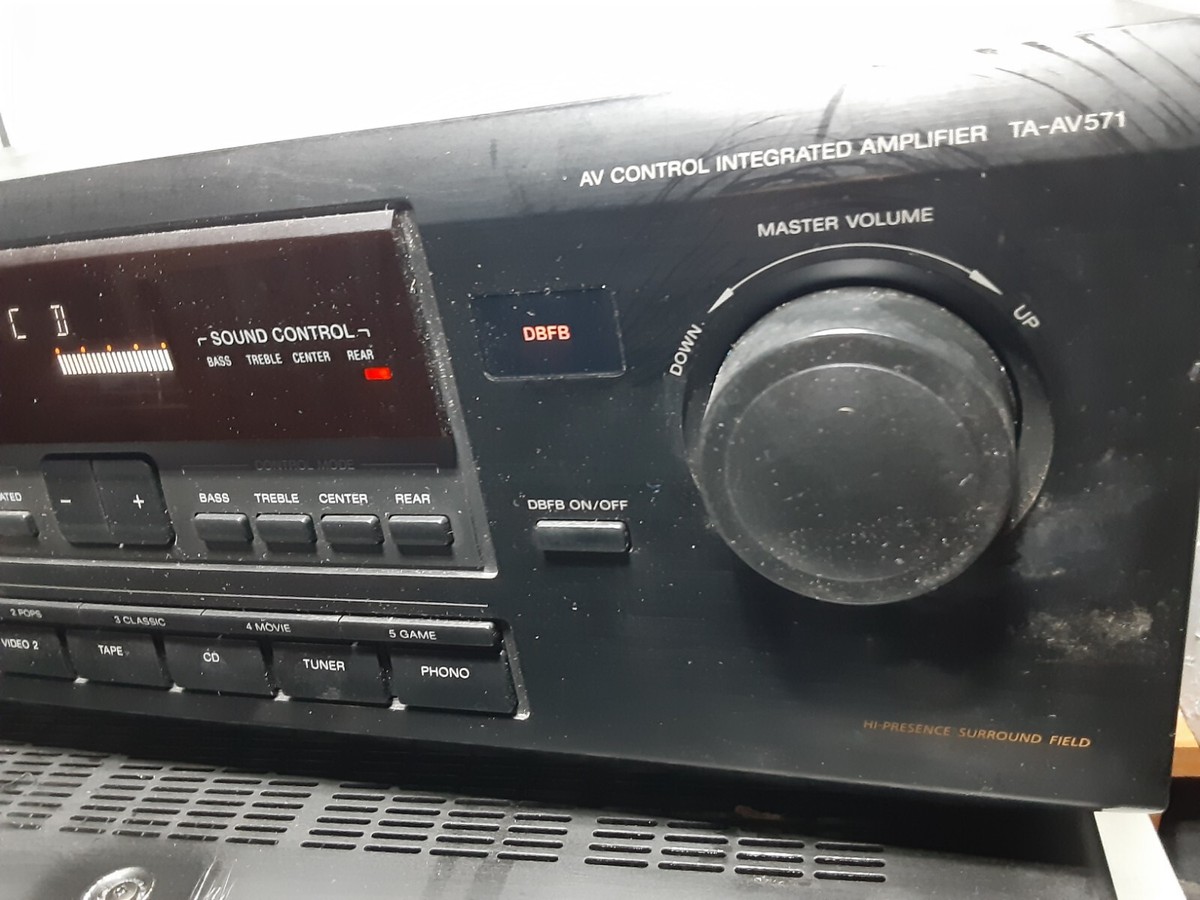 AV CONTROL INTEGRATED AMPLIFIER TA-AV571
MASTER VOLUME
DOWN
UP
C D
SOUND CONTROL
BASS TREBLE CENTER REAR
DBFB
CONTROL MODE
- +
BASS TREBLE CENTER REAR
DBFB ON/OFF
2 POPS 3 CLASSIC 4 MOVIE 5 GAME
VIDEO 2 TAPE CD TUNER PHONO
HI-PRESENCE SURROUND FIELD